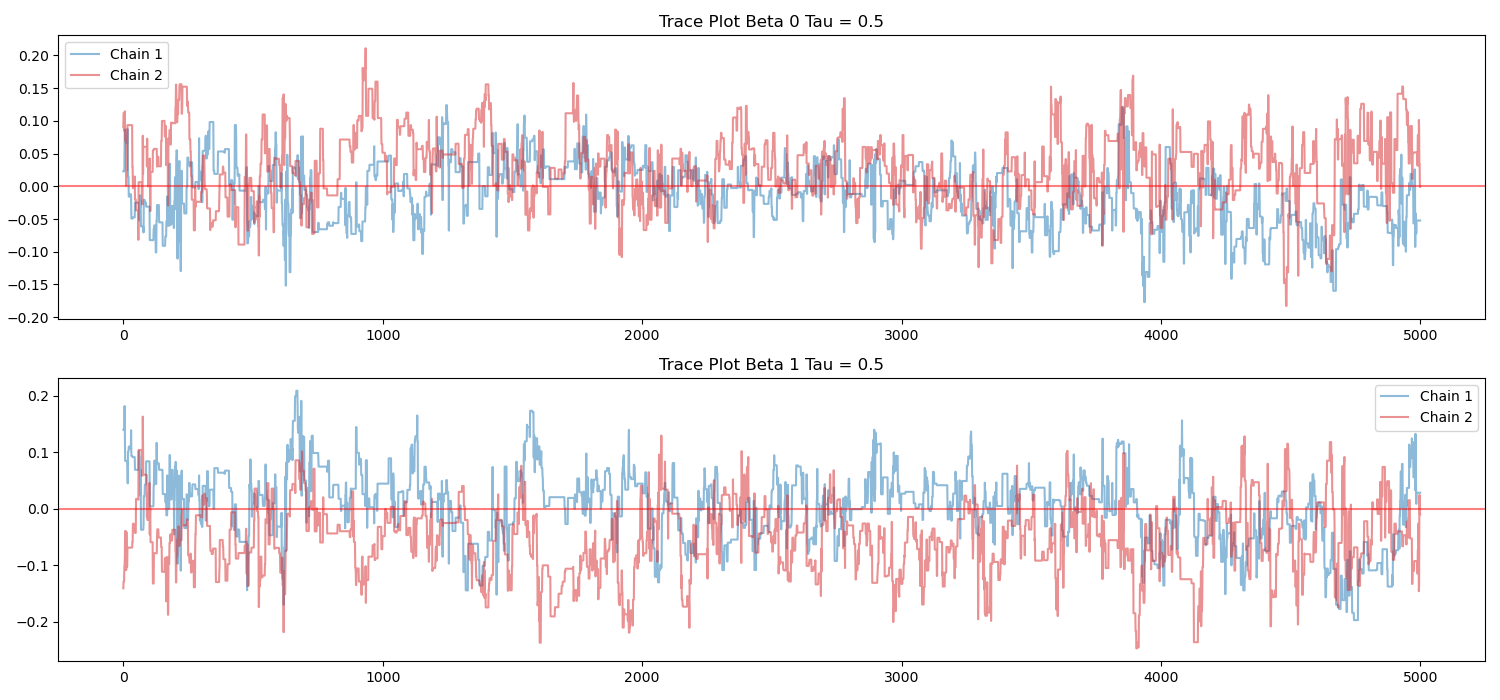 Trace Plot Beta 0 Tau = 0.5
Chain 1
Chain 2
0.20
0.15
0.10
0.05
0.00
−0.05
−0.10
−0.15
−0.20
0 1000 2000 3000 4000 5000
Trace Plot Beta 1 Tau = 0.5
Chain 1
Chain 2
0.2
0.1
0.0
−0.1
−0.2
0 1000 2000 3000 4000 5000